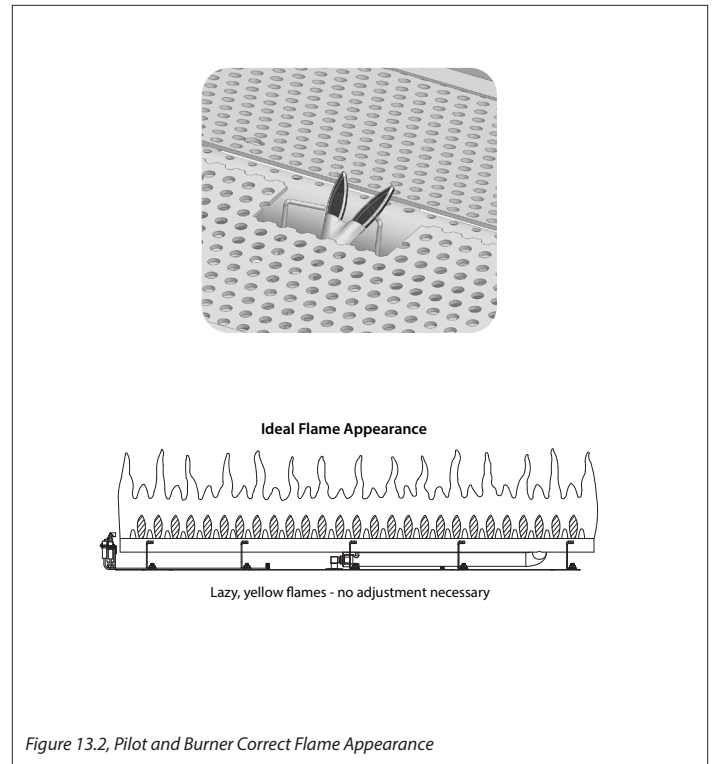 Ideal Flame Appearance
Lazy, yellow flames - no adjustment necessary
Figure 13.2, Pilot and Burner Correct Flame Appearance